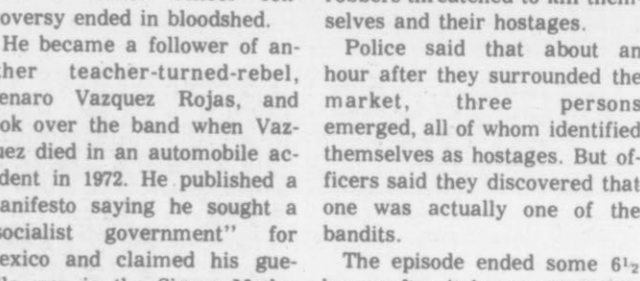 oversy ended in bloodshed.
He became a follower of an-
her teacher-turned-rebel,
enaro Vazquez Rojas, and
ok over the band when Vaz-
uez died in an automobile ac-
dent in 1972. He published a
anifesto saying he sought a
socialist government" for
exico and claimed his gue-
selves and their hostages.
Police said that about an
hour after they surrounded the
market, three persons
emerged, all of whom identified
themselves as hostages. But of-
ficers said they discovered that
one was actually one of the
bandits.
The episode ended some 6½